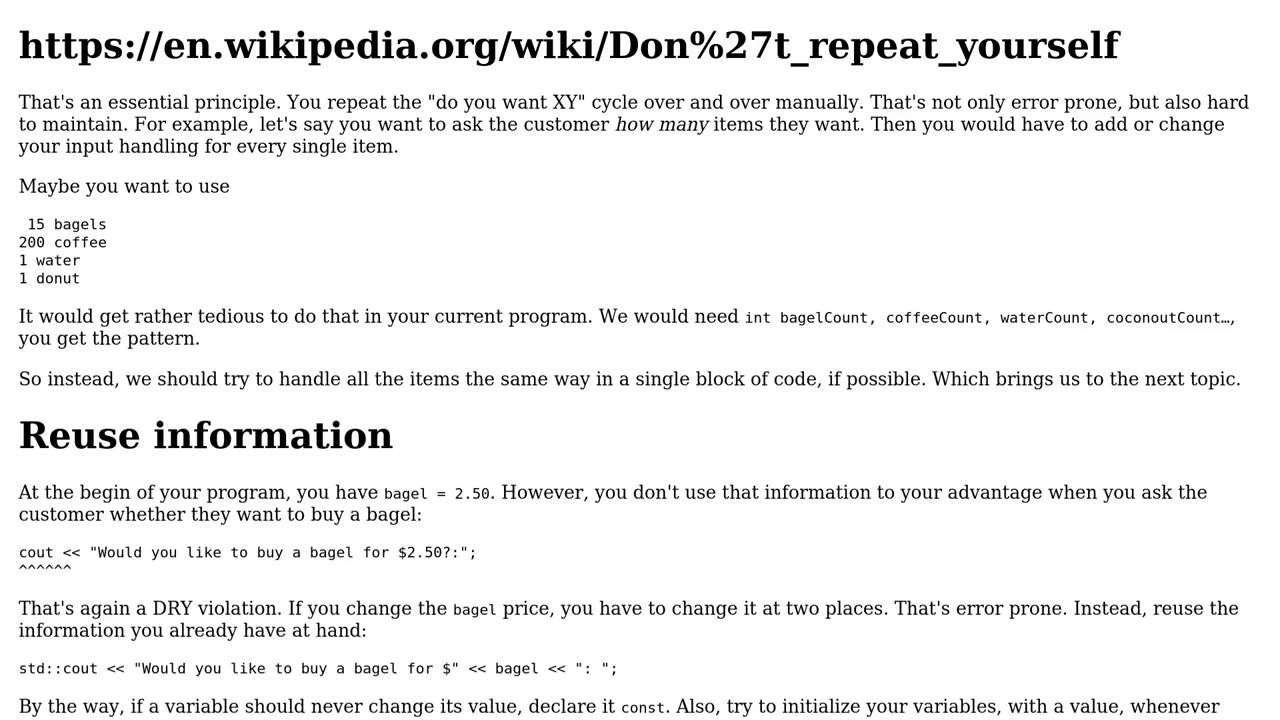 https://en.wikipedia.org/wiki/Don%27t_repeat_yourself
That's an essential principle. You repeat the "do you want XY" cycle over and over manually. That's not only error prone, but also hard
to maintain. For example, let's say you want to ask the customer how many items they want. Then you would have to add or change
your input handling for every single item.
Maybe you want to use
 15 bagels
200 coffee
1 water
1 donut
It would get rather tedious to do that in your current program. We would need int bagelCount, coffeeCount, waterCount, coconoutCount…,
you get the pattern.
So instead, we should try to handle all the items the same way in a single block of code, if possible. Which brings us to the next topic.
Reuse information
At the begin of your program, you have bagel = 2.50. However, you don't use that information to your advantage when you ask the
customer whether they want to buy a bagel:
cout << "Would you like to buy a bagel for $2.50?:";
^^^^^^
That's again a DRY violation. If you change the bagel price, you have to change it at two places. That's error prone. Instead, reuse the
information you already have at hand:
std::cout << "Would you like to buy a bagel for $" << bagel << ": ";
By the way, if a variable should never change its value, declare it const. Also, try to initialize your variables, with a value, whenever